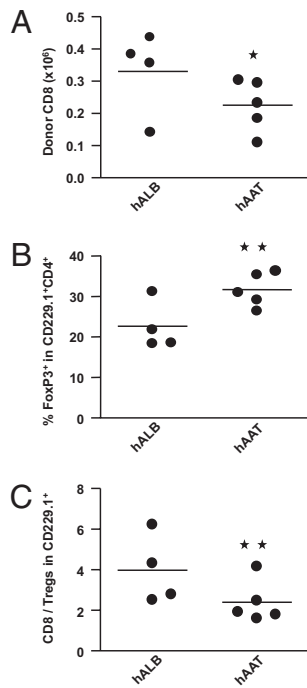 A
Donor CD8 (x10⁶)
0.5
0.4
0.3
0.2
0.1
0.0
★
hALB
hAAT
B
% FoxP3⁺ in CD229.1⁺CD4⁺
40
30
20
10
0
★ ★
hALB
hAAT
C
CD8 / Tregs in CD229.1⁺
8
6
4
2
0
★ ★
hALB
hAAT